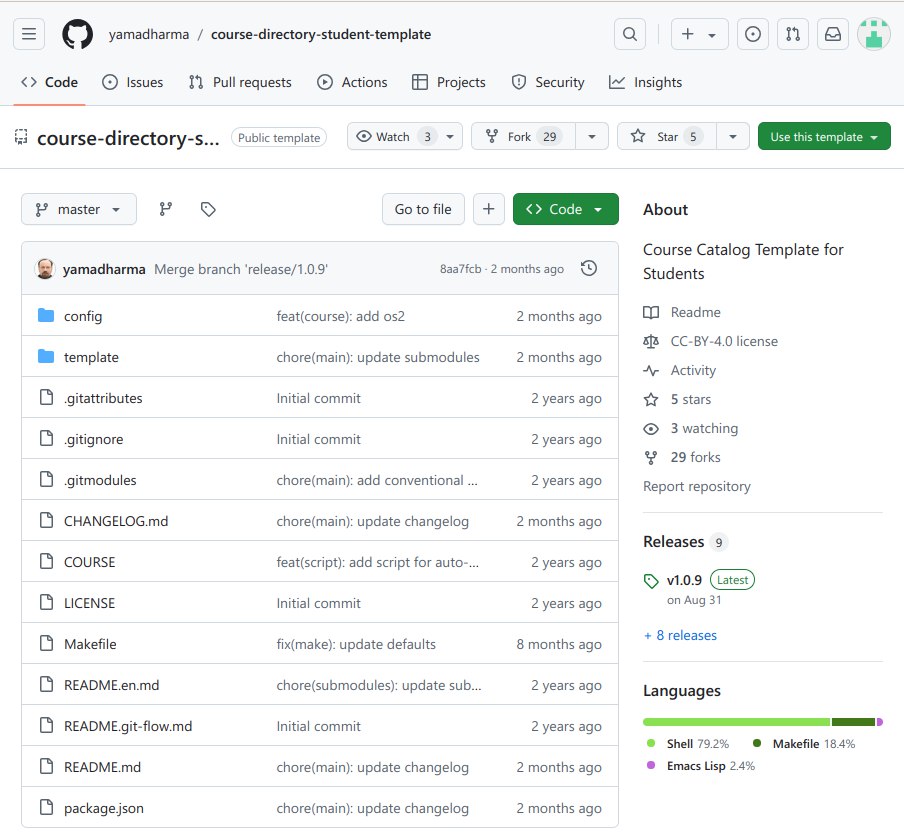 yamadharma / course-directory-student-template
Code Issues Pull requests Actions Projects Security Insights
course-directory-s... Public template Watch 3 Fork 29 Star 5 Use this template
master Go to file Code
yamadharma Merge branch 'release/1.0.9' 8aa7fcb · 2 months ago
config feat(course): add os2 2 months ago
template chore(main): update submodules 2 months ago
.gitattributes Initial commit 2 years ago
.gitignore Initial commit 2 years ago
.gitmodules chore(main): add conventional ... 2 years ago
CHANGELOG.md chore(main): update changelog 2 months ago
COURSE feat(script): add script for auto-... 2 years ago
LICENSE Initial commit 2 years ago
Makefile fix(make): update defaults 8 months ago
README.en.md chore(submodules): update sub... 2 years ago
README.git-flow.md Initial commit 2 years ago
README.md chore(main): update changelog 2 months ago
package.json chore(main): update changelog 2 months ago
About
Course Catalog Template for
Students
Readme
CC-BY-4.0 license
Activity
5 stars
3 watching
29 forks
Report repository
Releases 9
v1.0.9 Latest
on Aug 31
+ 8 releases
Languages
Shell 79.2% Makefile 18.4%
Emacs Lisp 2.4%